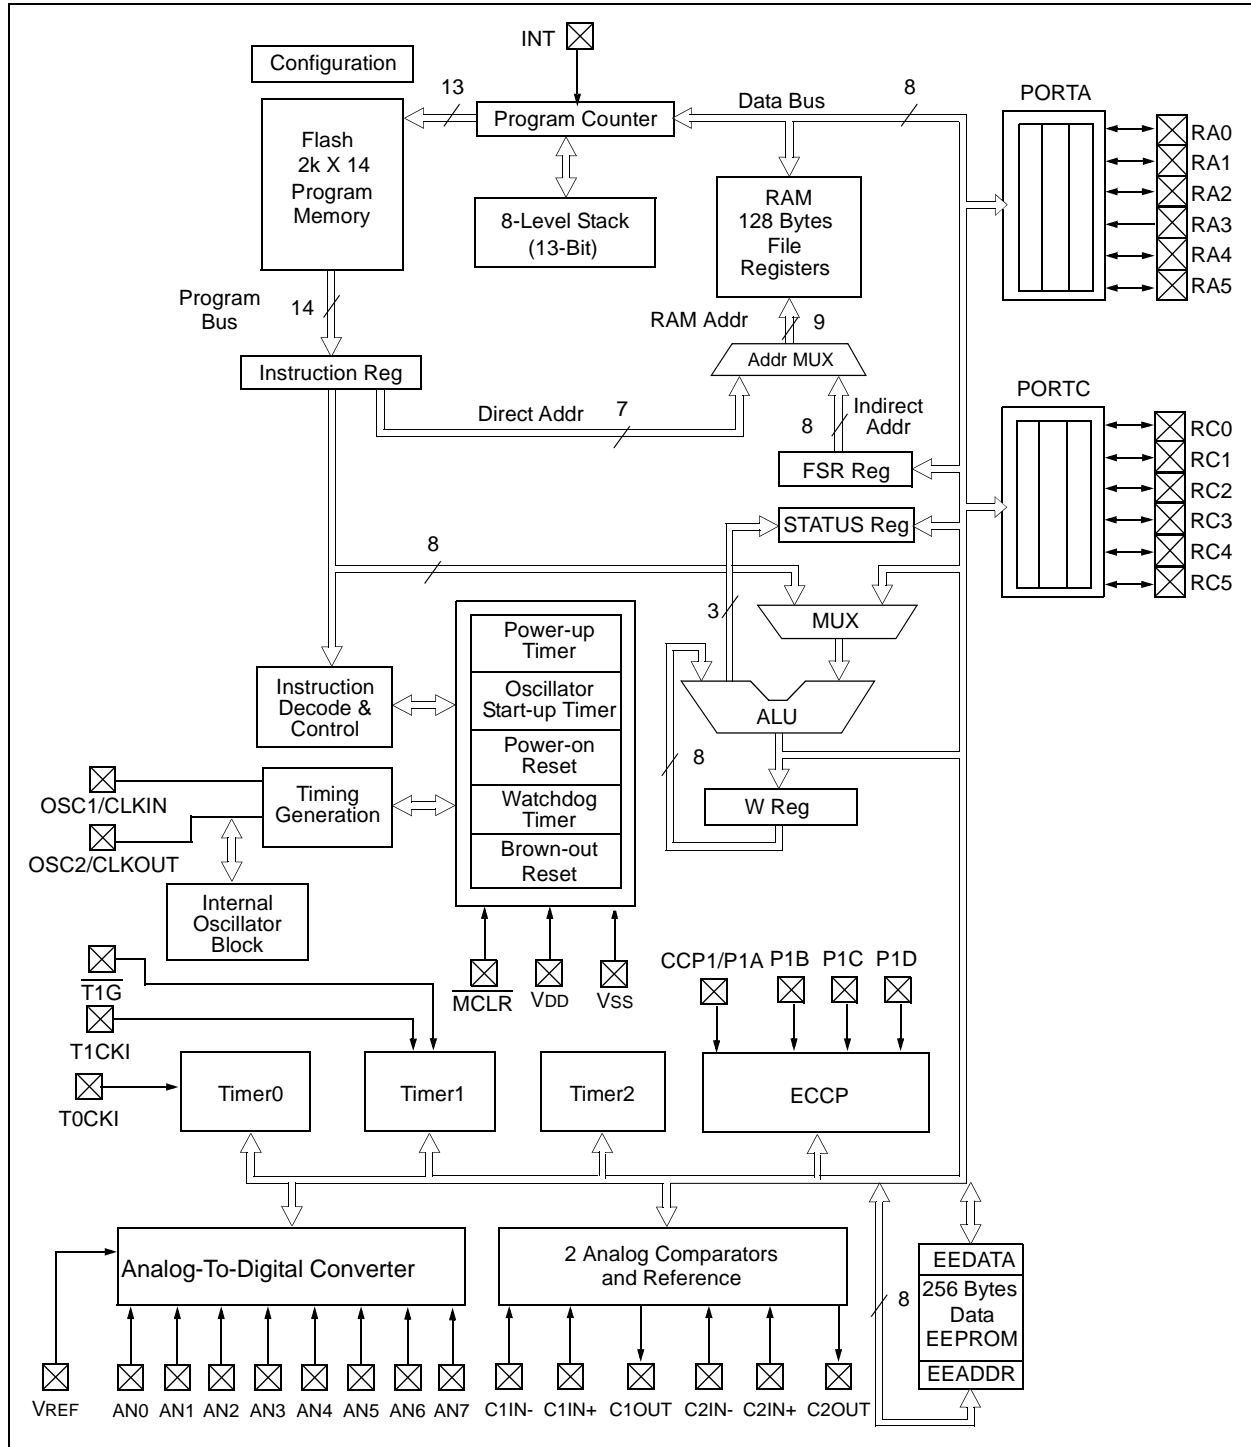 INT
Configuration
13
Program Counter
Data Bus
8
PORTA
Flash
2k X 14
Program
Memory
8-Level Stack
(13-Bit)
RAM
128 Bytes
File
Registers
RA0
RA1
RA2
RA3
RA4
RA5
Program
Bus
14
RAM Addr
9
Addr MUX
Instruction Reg
Direct Addr
7
8
Indirect
Addr
FSR Reg
PORTC
RC0
RC1
RC2
RC3
RC4
RC5
STATUS Reg
8
3
MUX
Power-up
Timer
Oscillator
Start-up Timer
Power-on
Reset
Watchdog
Timer
Brown-out
Reset
Instruction
Decode &
Control
ALU
8
W Reg
OSC1/CLKIN
Timing
Generation
OSC2/CLKOUT
Internal
Oscillator
Block
T1G
MCLR
VDD
VSS
CCP1/P1A
P1B
P1C
P1D
T1CKI
T0CKI
Timer0
Timer1
Timer2
ECCP
Analog-To-Digital Converter
2 Analog Comparators
and Reference
8
EEDATA
256 Bytes
Data
EEPROM
EEADDR
VREF
AN0
AN1
AN2
AN3
AN4
AN5
AN6
AN7
C1IN-
C1IN+
C1OUT
C2IN-
C2IN+
C2OUT